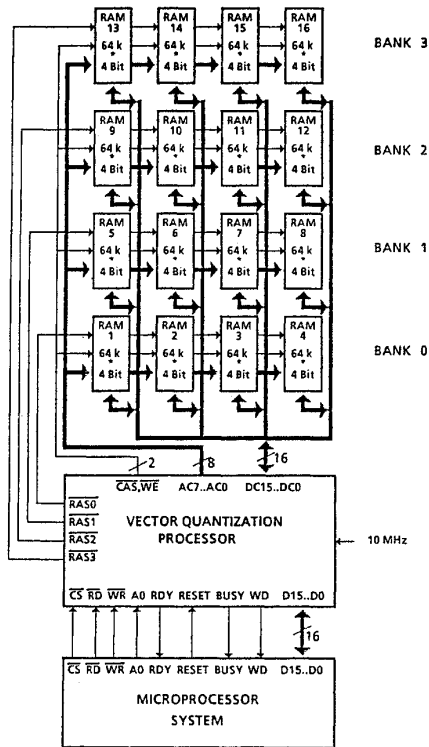 RAM RAM RAM RAM
13 14 15 16
64 k 64 k 64 k 64 k
* * * *
4 Bit 4 Bit 4 Bit 4 Bit
BANK 3
RAM RAM RAM RAM
9 10 11 12
64 k 64 k 64 k 64 k
* * * *
4 Bit 4 Bit 4 Bit 4 Bit
BANK 2
RAM RAM RAM RAM
5 6 7 8
64 k 64 k 64 k 64 k
* * * *
4 Bit 4 Bit 4 Bit 4 Bit
BANK 1
RAM RAM RAM RAM
1 2 3 4
64 k 64 k 64 k 64 k
* * * *
4 Bit 4 Bit 4 Bit 4 Bit
BANK 0
2 8 16
CAS,WE AC7..AC0 DC15..DC0
RAS0
RAS1
RAS2
RAS3
VECTOR QUANTIZATION
PROCESSOR
10 MHz
CS RD WR A0 RDY RESET BUSY WD D15..D0
16
CS RD WR A0 RDY RESET BUSY WD D15..D0
MICROPROCESSOR
SYSTEM